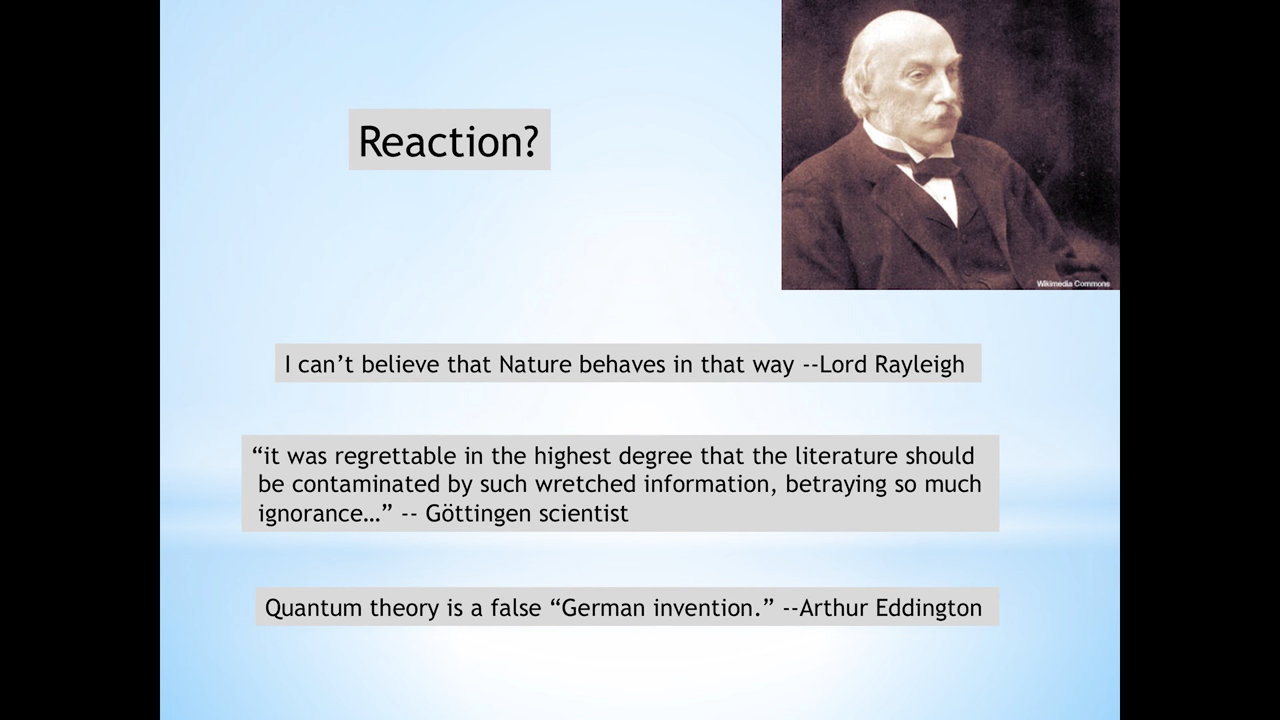 Reaction?
Wikimedia Commons
I can’t believe that Nature behaves in that way --Lord Rayleigh
“it was regrettable in the highest degree that the literature should
be contaminated by such wretched information, betraying so much
ignorance…” -- Göttingen scientist
Quantum theory is a false “German invention.” --Arthur Eddington